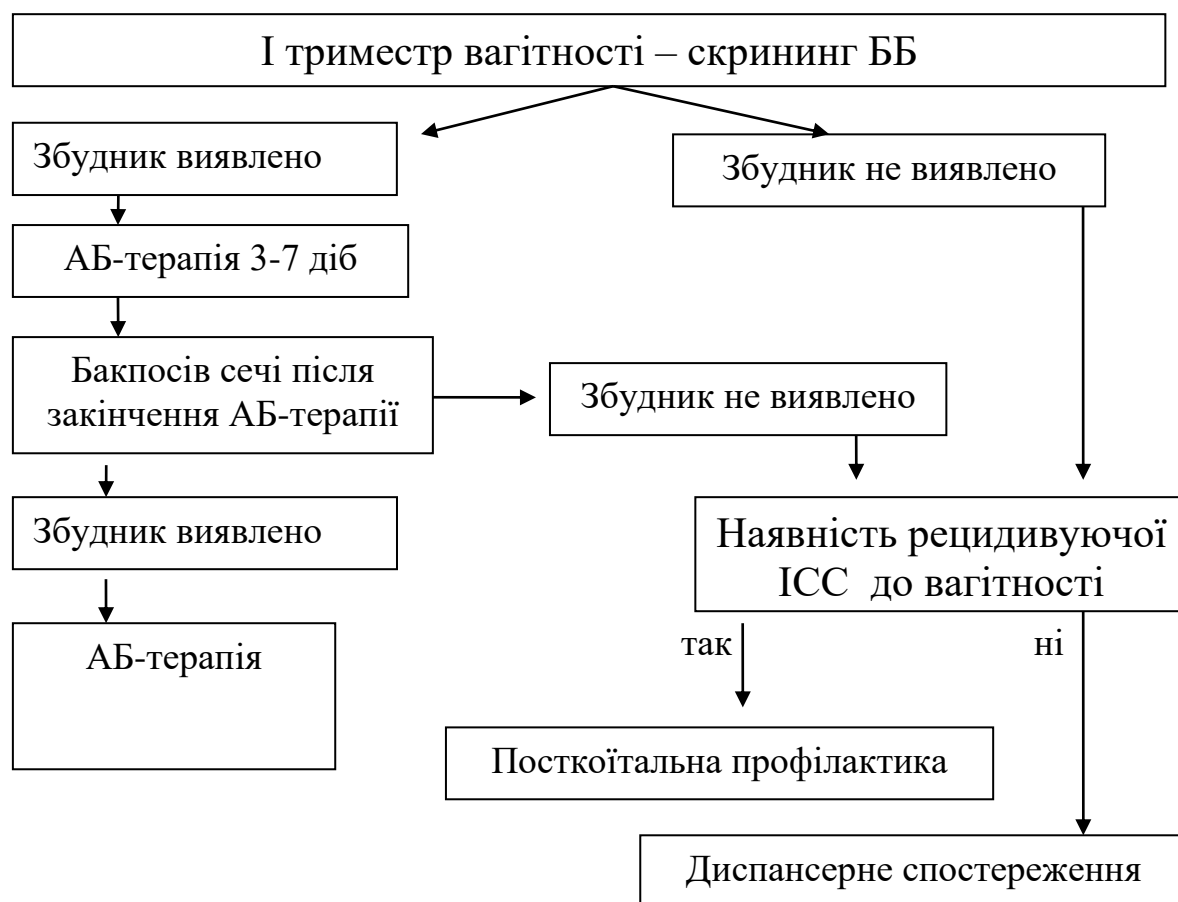 І триместр вагітності – скрининг ББ
Збудник виявлено
Збудник не виявлено
АБ-терапія 3-7 діб
Бакпосів сечі після
закінчення АБ-терапії
Збудник не виявлено
Збудник виявлено
Наявність рецидивуючої
ІСС до вагітності
АБ-терапія
так
ні
Посткоїтальна профілактика
Диспансерне спостереження